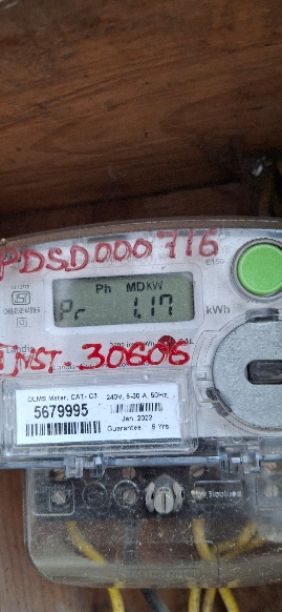 PDSD000716
E150
Ph MDkW
Pr 1.17
kWh
INST. 30606
DLMS Meter, CAT- C3
5679995
240V, 5-30 A, 50Hz,
Jan. 2022
Guarantee 5 Yrs.